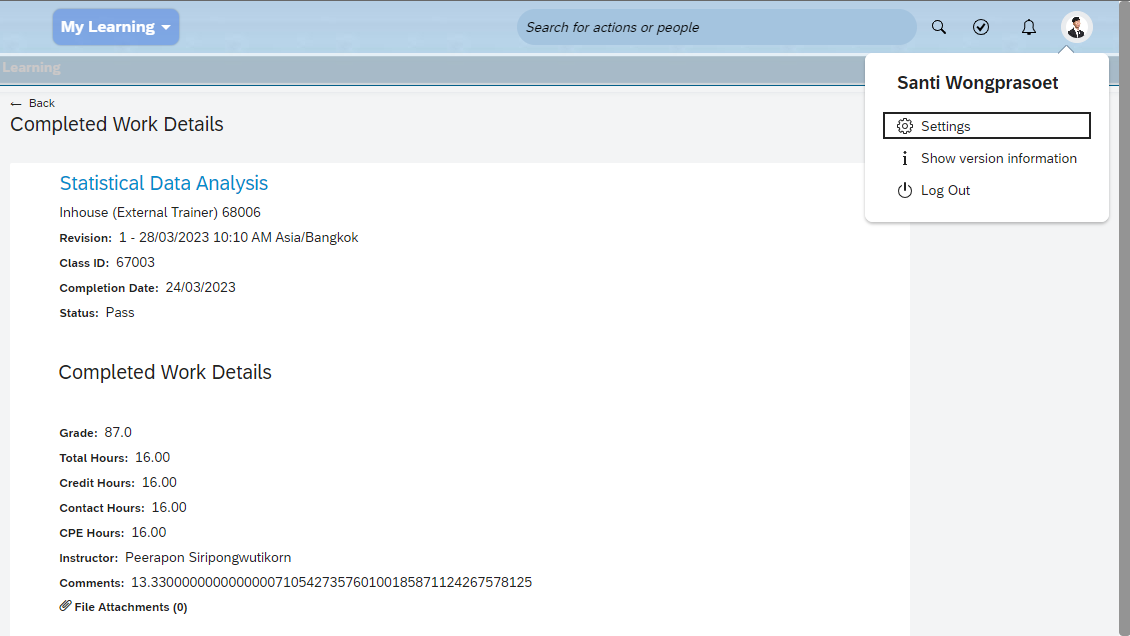 My Learning
Search for actions or people
Learning
Santi Wongprasoet
Settings
Show version information
Log Out
← Back
Completed Work Details
Statistical Data Analysis
Inhouse (External Trainer) 68006
Revision: 1 - 28/03/2023 10:10 AM Asia/Bangkok
Class ID: 67003
Completion Date: 24/03/2023
Status: Pass
Completed Work Details
Grade: 87.0
Total Hours: 16.00
Credit Hours: 16.00
Contact Hours: 16.00
CPE Hours: 16.00
Instructor: Peerapon Siripongwutikorn
Comments: 13.3300000000000000710542735760100185871124267578125
File Attachments (0)